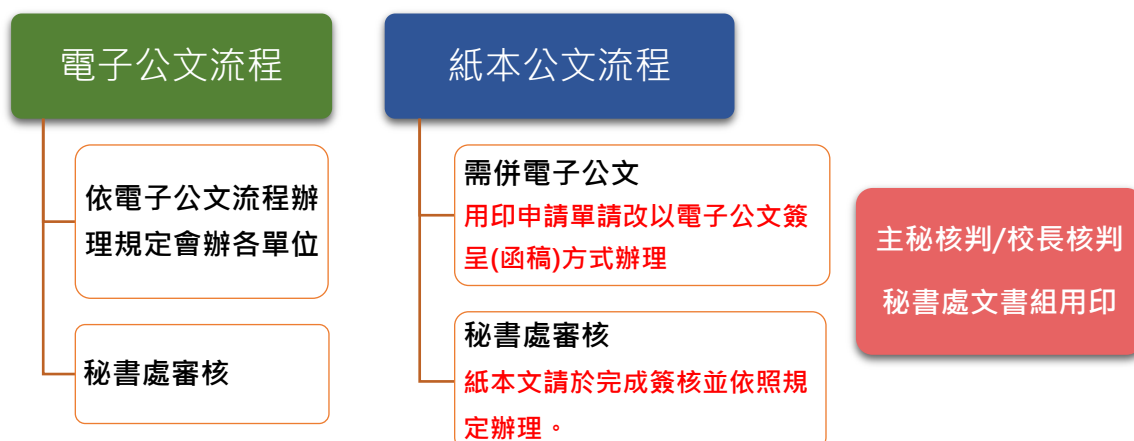 電子公文流程
依電子公文流程辦
理規定會辦各單位
秘書處審核
紙本公文流程
需併電子公文
用印申請單請改以電子公文簽
呈(函稿)方式辦理
秘書處審核
紙本文請於完成簽核並依照規
定辦理。
主秘核判/校長核判
秘書處文書組用印